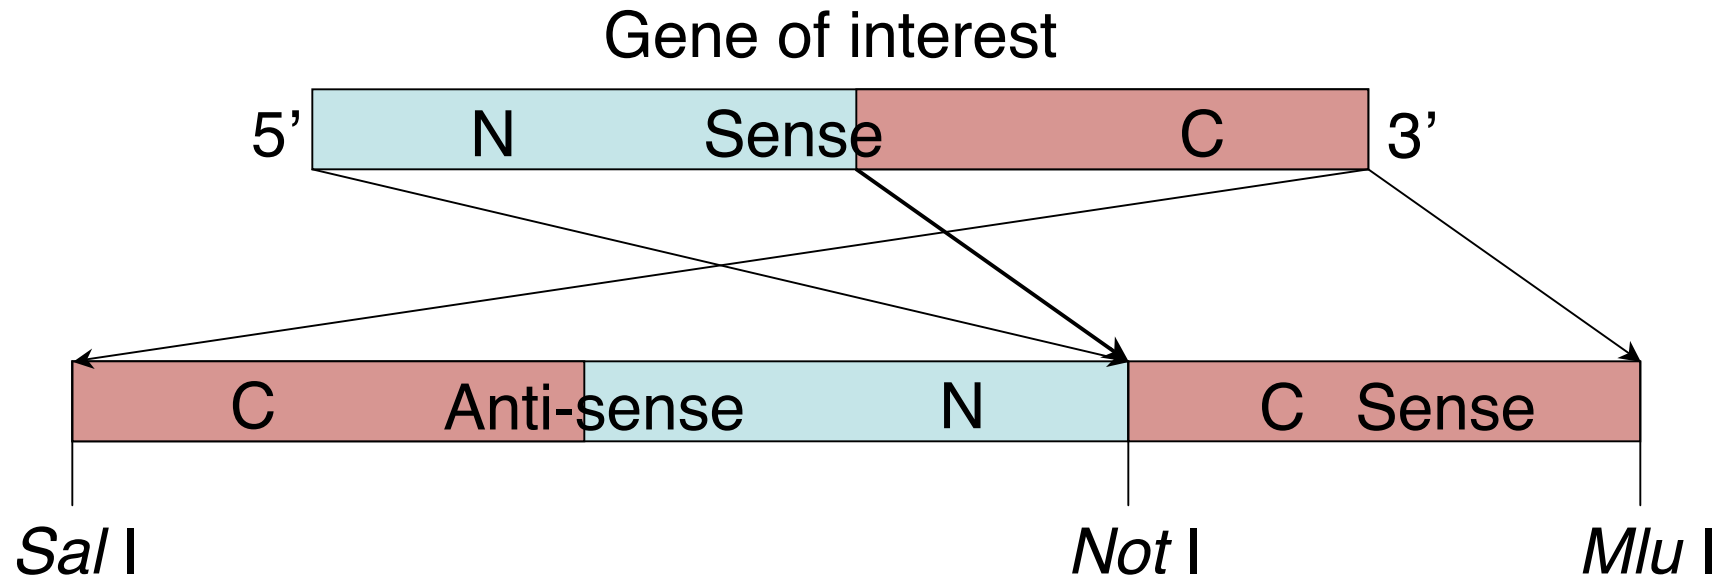 Gene of interest
5’ N Sense C 3’
C Anti-sense N C Sense
Sal I Not I Mlu I